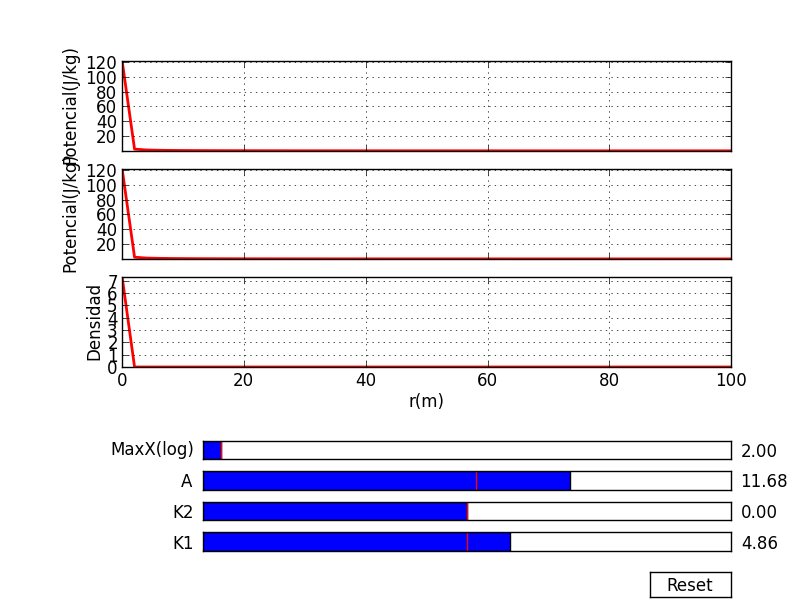 Potencial(J/kg)
120
100
80
60
40
20
Potencial(J/kg)
120
100
80
60
40
20
Densidad
7
6
5
4
3
2
1
0
0 20 40 60 80 100
r(m)
MaxX(log) 2.00
A 11.68
K2 0.00
K1 4.86
Reset